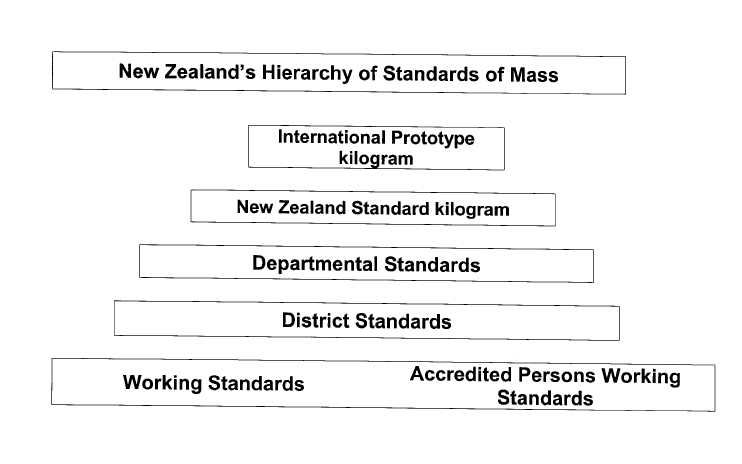 New Zealand's Hierarchy of Standards of Mass
International Prototype
kilogram
New Zealand Standard kilogram
Departmental Standards
District Standards
Working Standards
Accredited Persons Working
Standards